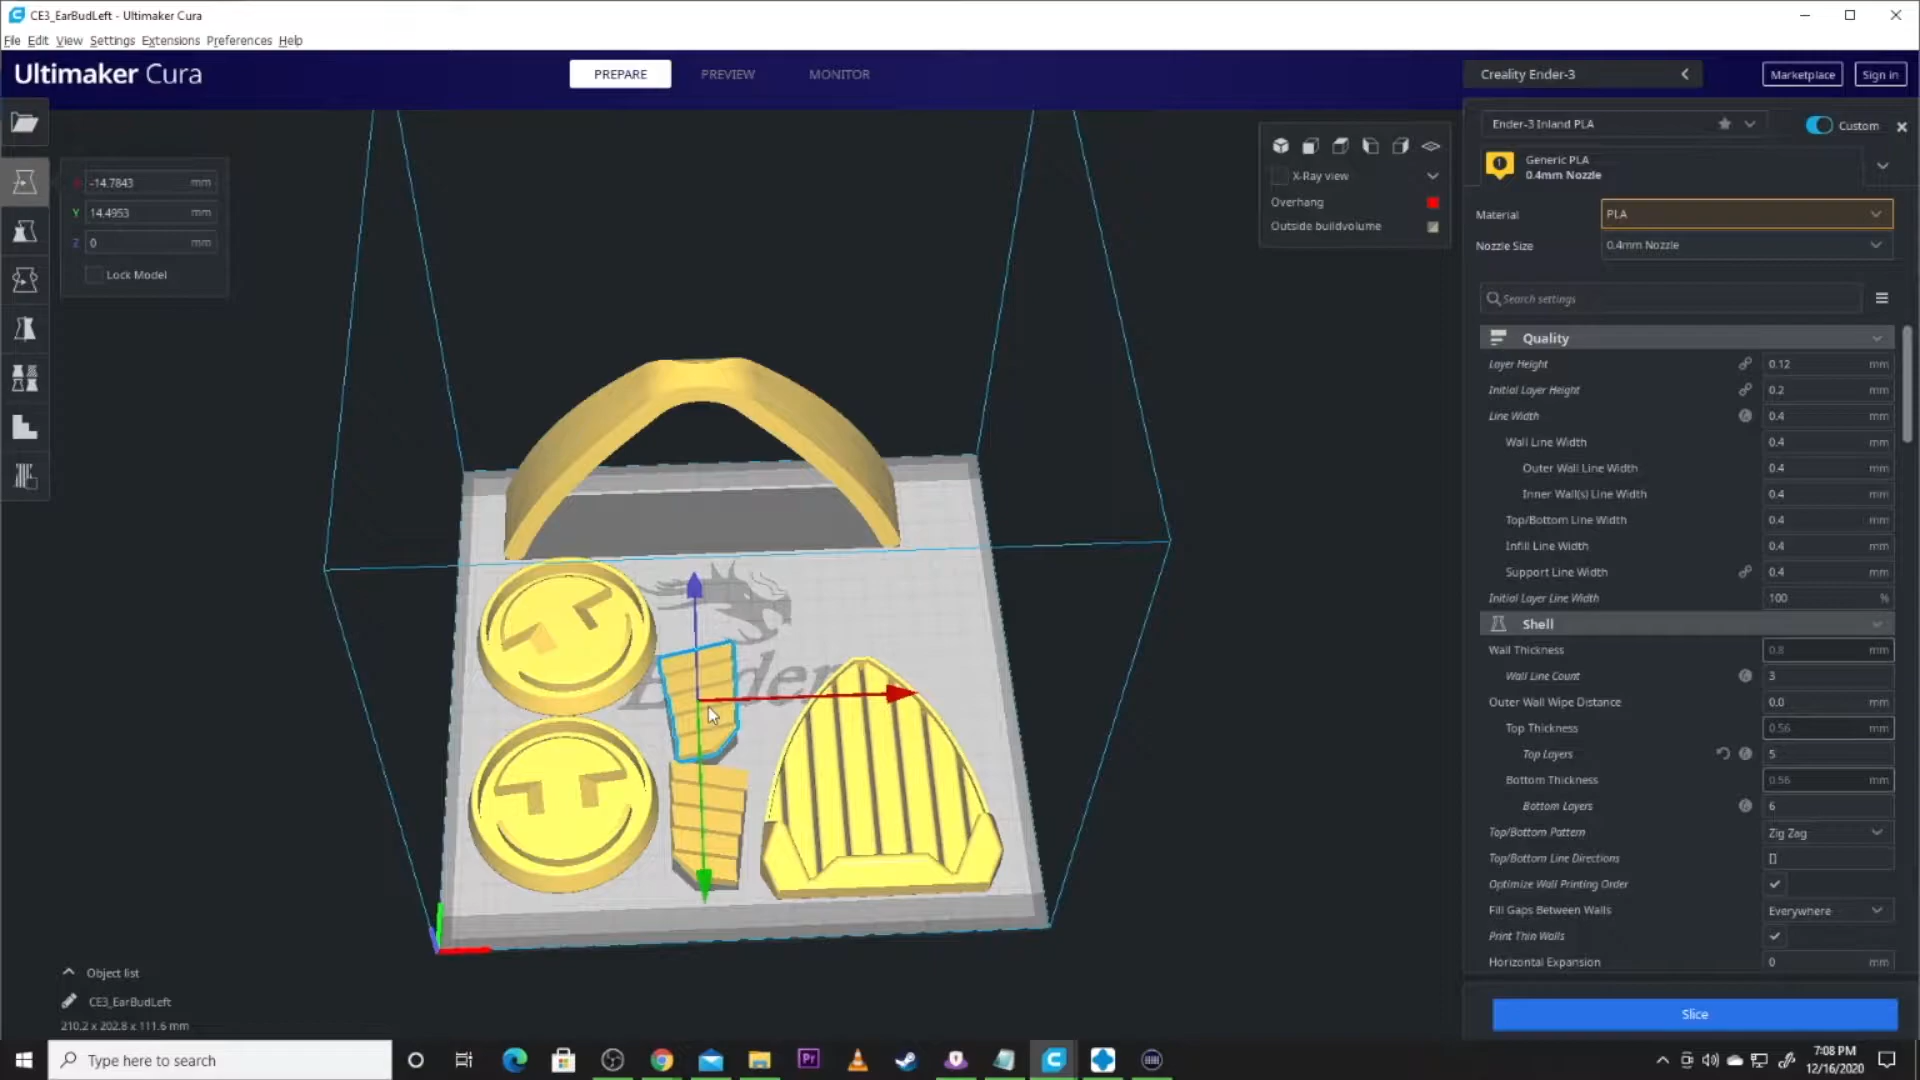 CE3_EarBudLeft - Ultimaker Cura
File Edit View Settings Extensions Preferences Help
Ultimaker Cura
PREPARE
PREVIEW
MONITOR
Creality Ender-3
Marketplace
Sign in
Ender-3 Inland PLA
Custom
Generic PLA
0.4mm Nozzle
Material
PLA
Nozzle Size
0.4mm Nozzle
X -14.7843 mm
Y 14.4953 mm
Z 0 mm
Lock Model
X-Ray view
Overhang
Outside buildvolume
Search settings
Quality
Layer Height 0.12 mm
Initial Layer Height 0.2 mm
Line Width 0.4 mm
Wall Line Width 0.4 mm
Outer Wall Line Width 0.4 mm
Inner Wall(s) Line Width 0.4 mm
Top/Bottom Line Width 0.4 mm
Infill Line Width 0.4 mm
Support Line Width 0.4 mm
Initial Layer Line Width 100 %
Shell
Wall Thickness 0.8 mm
Wall Line Count 3
Outer Wall Wipe Distance 0.0 mm
Top Thickness 0.56 mm
Top Layers 5
Bottom Thickness 0.56 mm
Bottom Layers 6
Top/Bottom Pattern Zig Zag
Top/Bottom Line Directions []
Optimize Wall Printing Order
Fill Gaps Between Walls Everywhere
Print Thin Walls
Horizontal Expansion 0 mm
Slice
Object list
CE3_EarBudLeft
210.2 x 202.8 x 111.6 mm
Type here to search
Pr
7:08 PM
12/16/2020